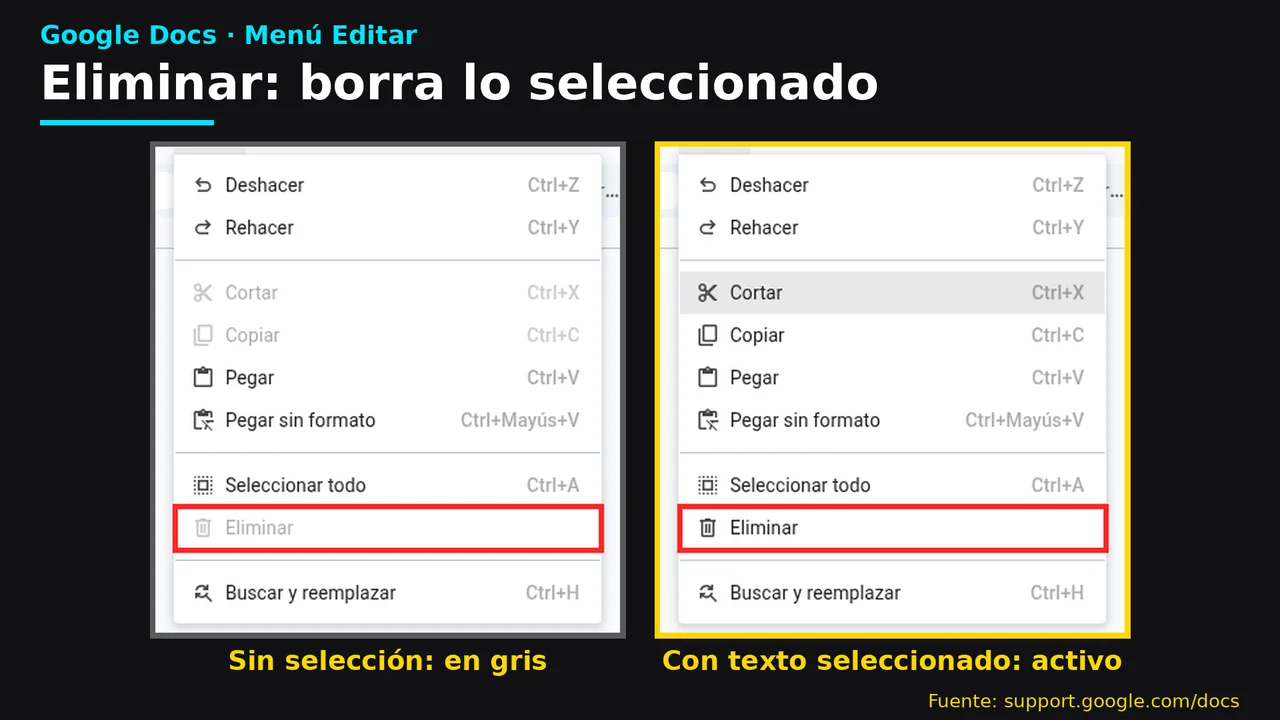 Google Docs · Menú Editar
Eliminar: borra lo seleccionado
Deshacer Ctrl+Z
Rehacer Ctrl+Y
Cortar Ctrl+X
Copiar Ctrl+C
Pegar Ctrl+V
Pegar sin formato Ctrl+Mayús+V
Seleccionar todo Ctrl+A
Eliminar
Buscar y reemplazar Ctrl+H
Sin selección: en gris
Deshacer Ctrl+Z
Rehacer Ctrl+Y
Cortar Ctrl+X
Copiar Ctrl+C
Pegar Ctrl+V
Pegar sin formato Ctrl+Mayús+V
Seleccionar todo Ctrl+A
Eliminar
Buscar y reemplazar Ctrl+H
Con texto seleccionado: activo
Fuente: support.google.com/docs